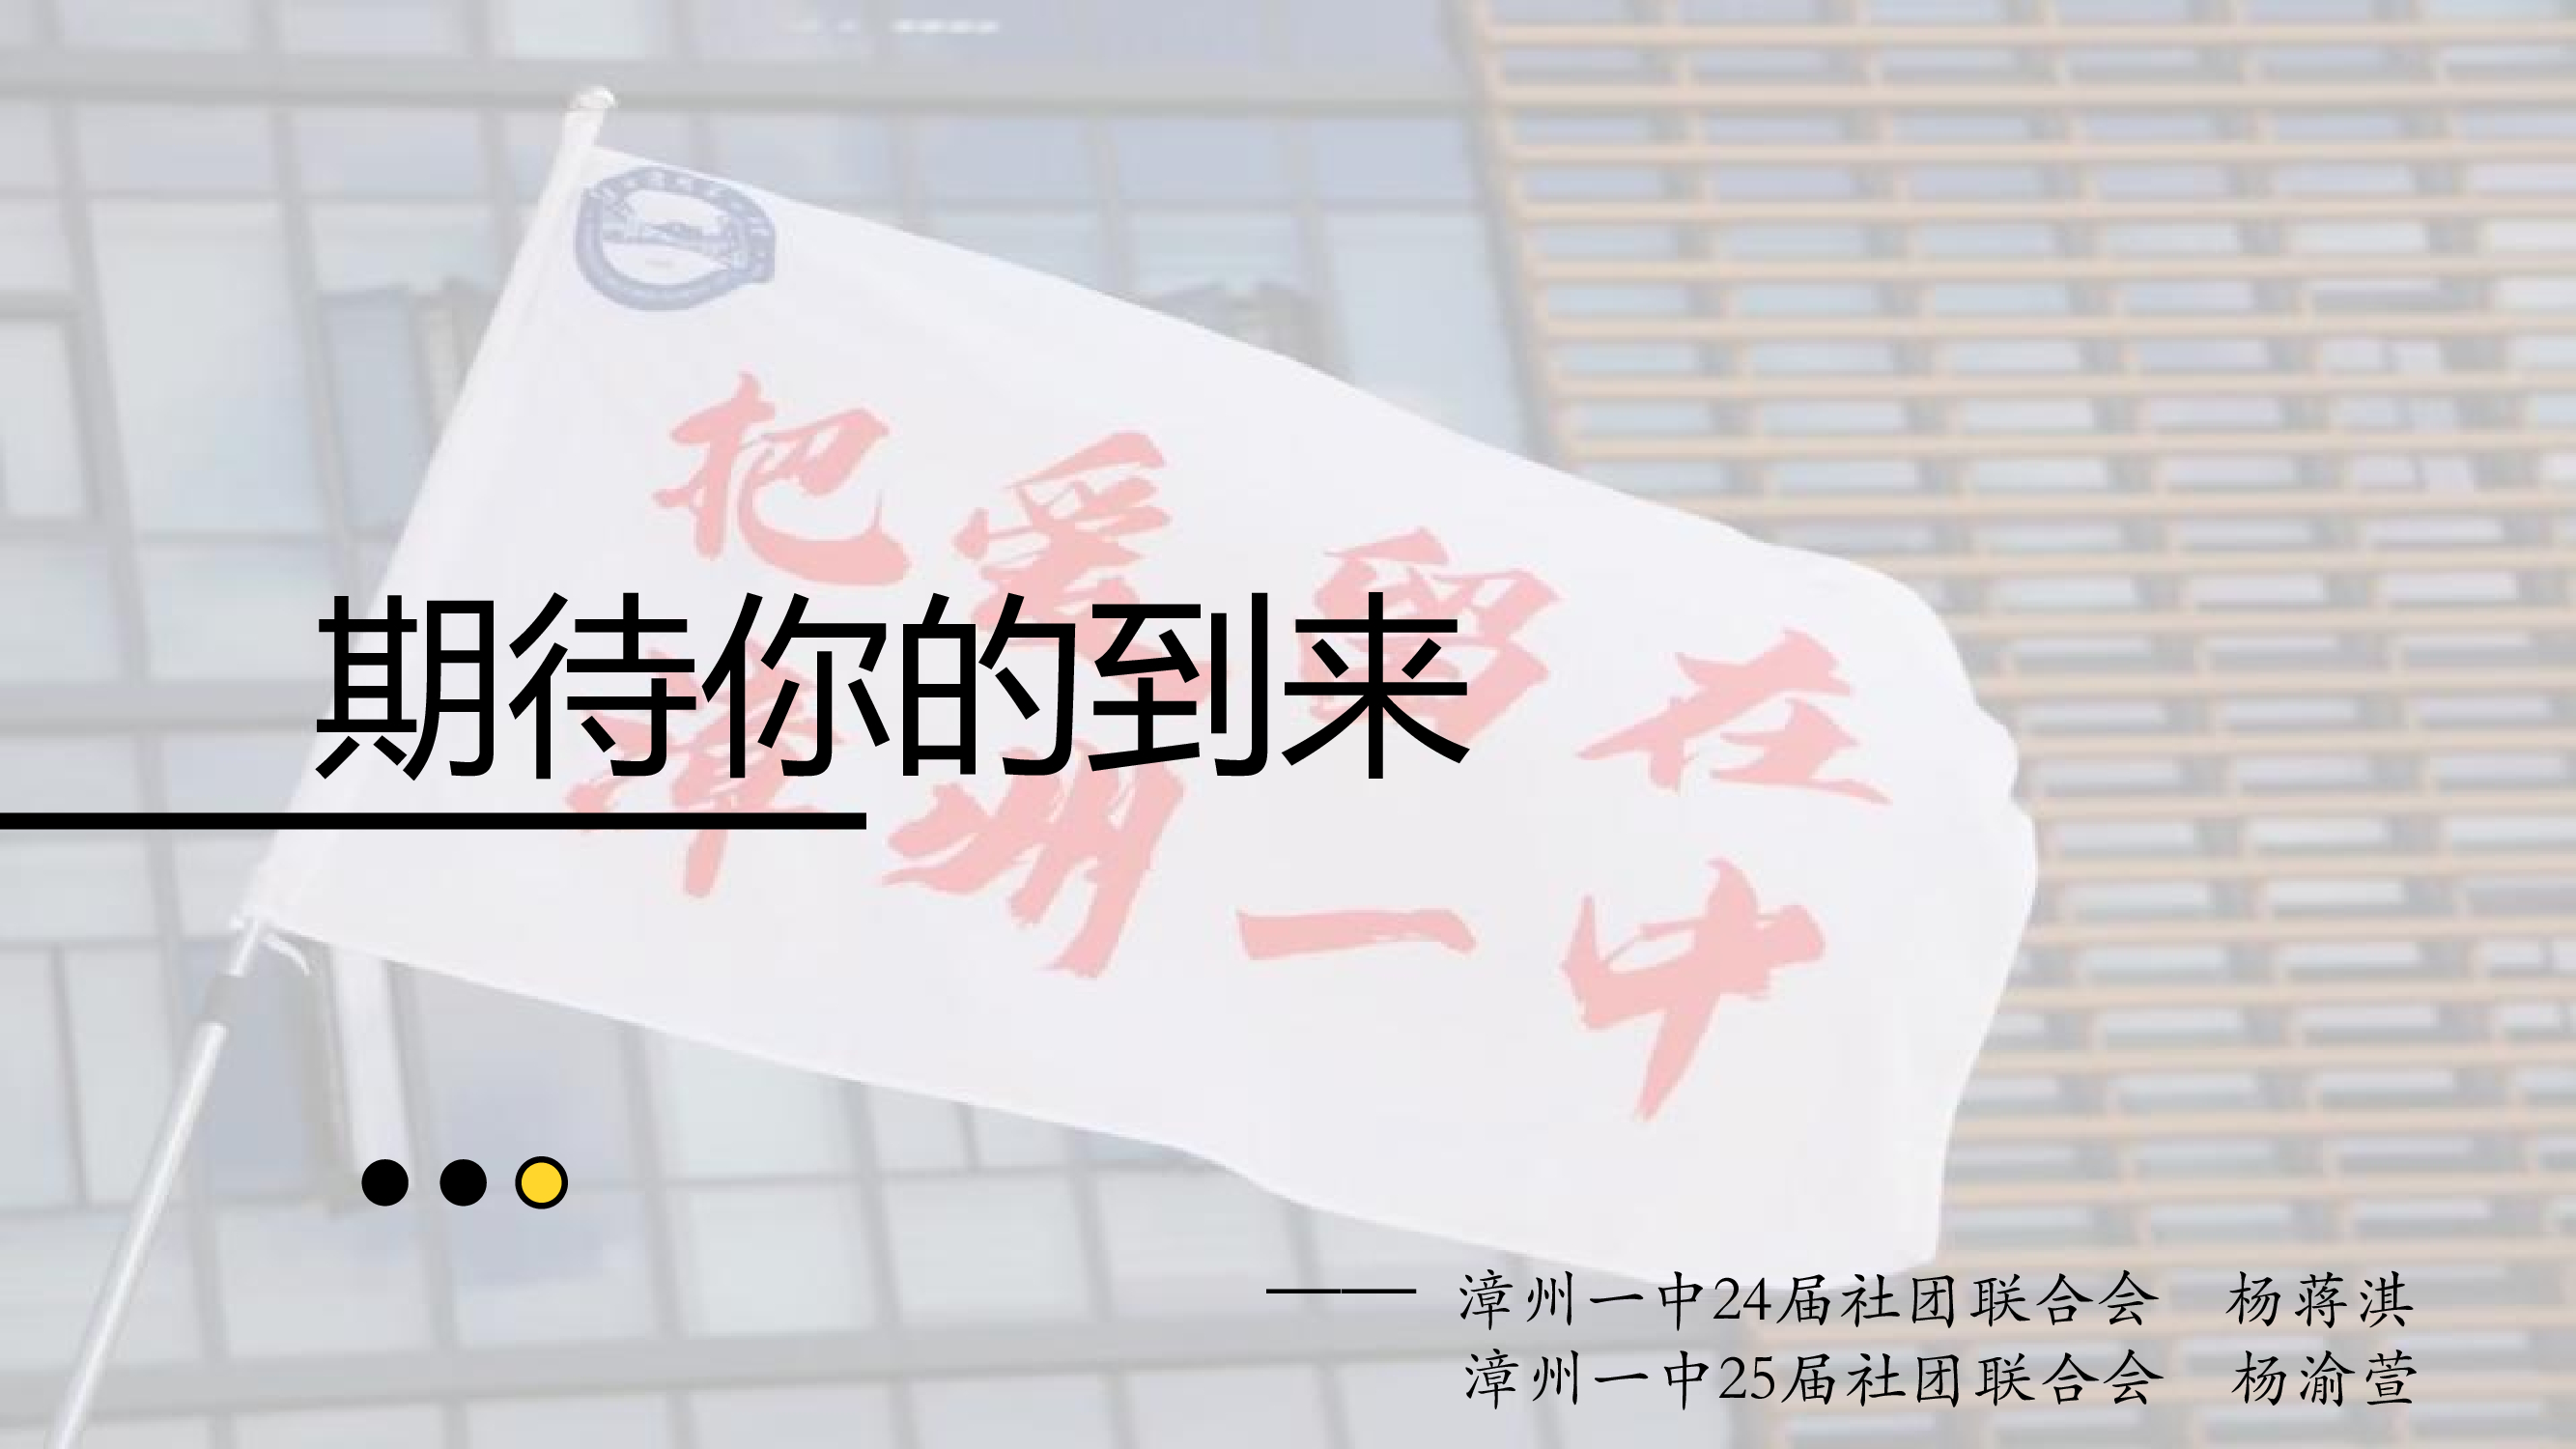 把爱留在
漳州一中
期待你的到来
—— 漳州一中24届社团联合会 杨蒋淇
漳州一中25届社团联合会 杨渝萱